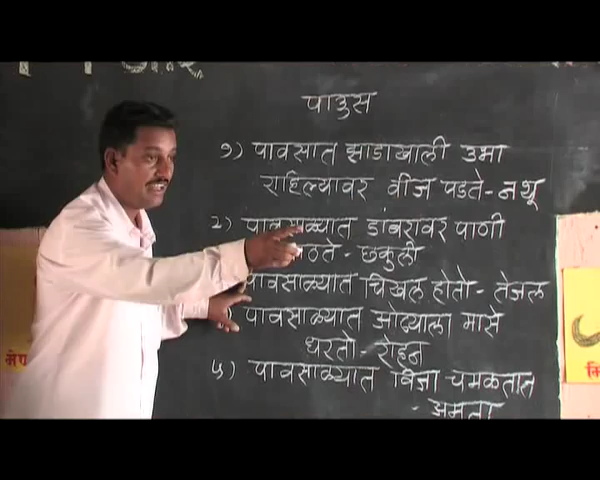 पाउस
१) पावसात झाडाखाली उभा
राहिल्यावर वीज पडते - नथू
२) पावसाळ्यात डांबरावर पाणी
साठते - छकुली
पावसाळ्यात चिखल होतो - तेजल
पावसाळ्यात ओढ्याला मासे
धरतो - रोहन
५) पावसाळ्यात विजा चमकतात
- अमृता